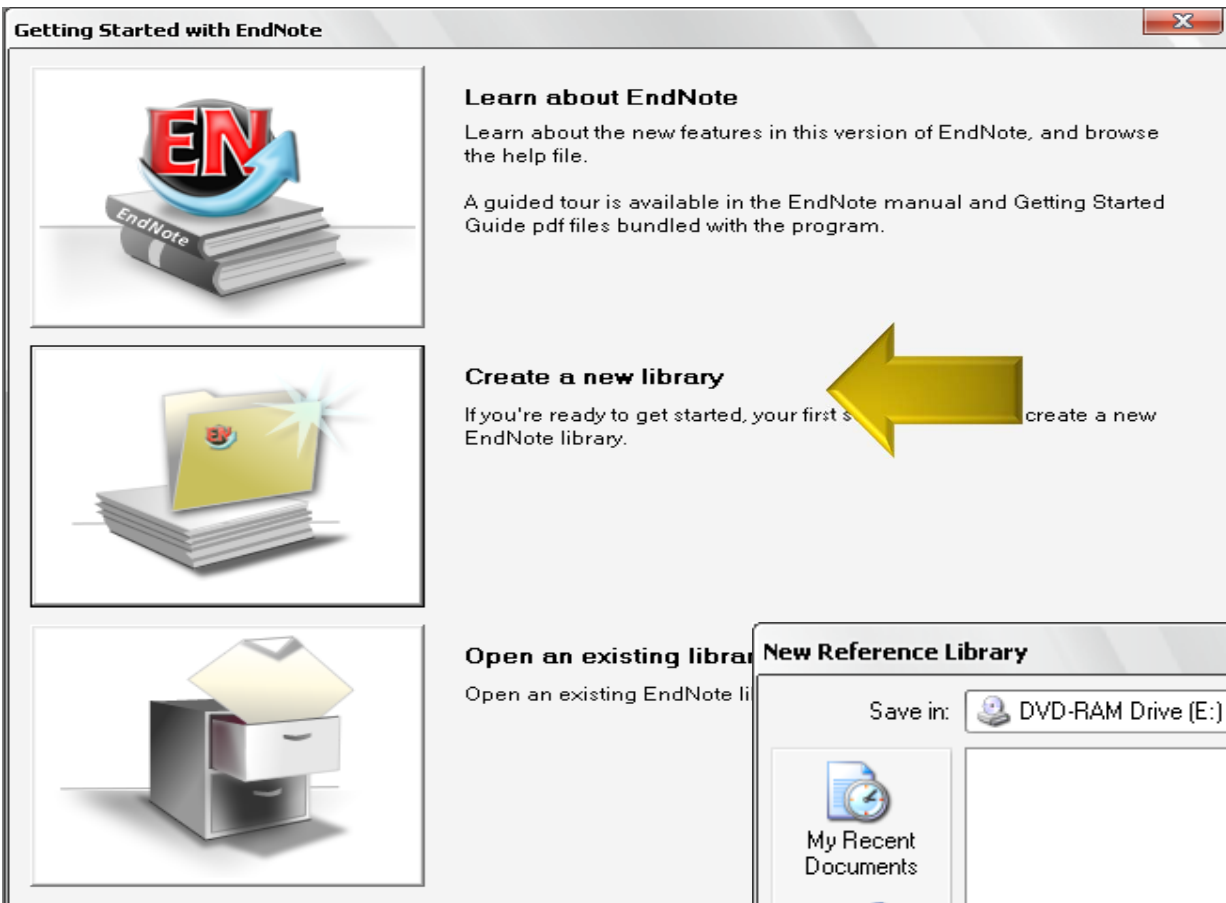 Getting Started with EndNote
EN
EndNote
Learn about EndNote
Learn about the new features in this version of EndNote, and browse
the help file.
A guided tour is available in the EndNote manual and Getting Started
Guide pdf files bundled with the program.
EN
Create a new library
If you're ready to get started, your first create a new
EndNote library.
Open an existing
Open an existing EndNote
New Reference Library
Save in: DVD-RAM Drive (E:)
My Recent
Documents